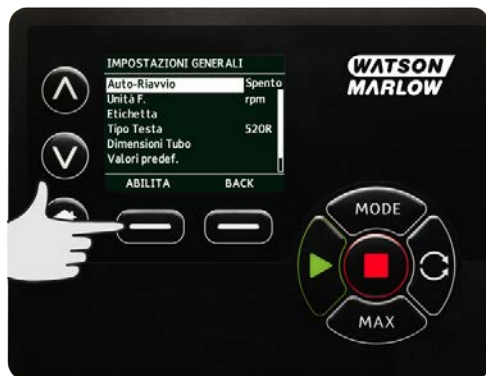 IMPOSTAZIONI GENERALI
Auto-Riavvio Spento
Unità F. rpm
Etichetta
Tipo Testa 520R
Dimensioni Tubo
Valori predef.
ABILITA BACK
WATSON
MARLOW
MODE
MAX